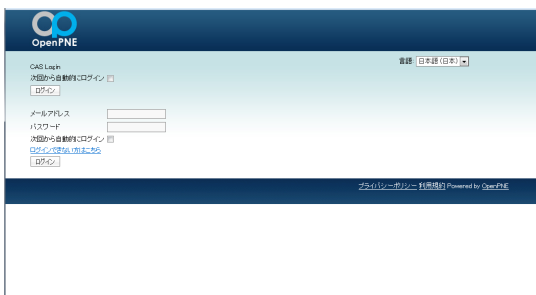 OpenPNE
言語: 日本語 (日本)
CAS Login
次回から自動的にログイン
ログイン
メールアドレス
パスワード
次回から自動的にログイン
ログインできない方はこちら
ログイン
プライバシーポリシー 利用規約 Powered by OpenPNE